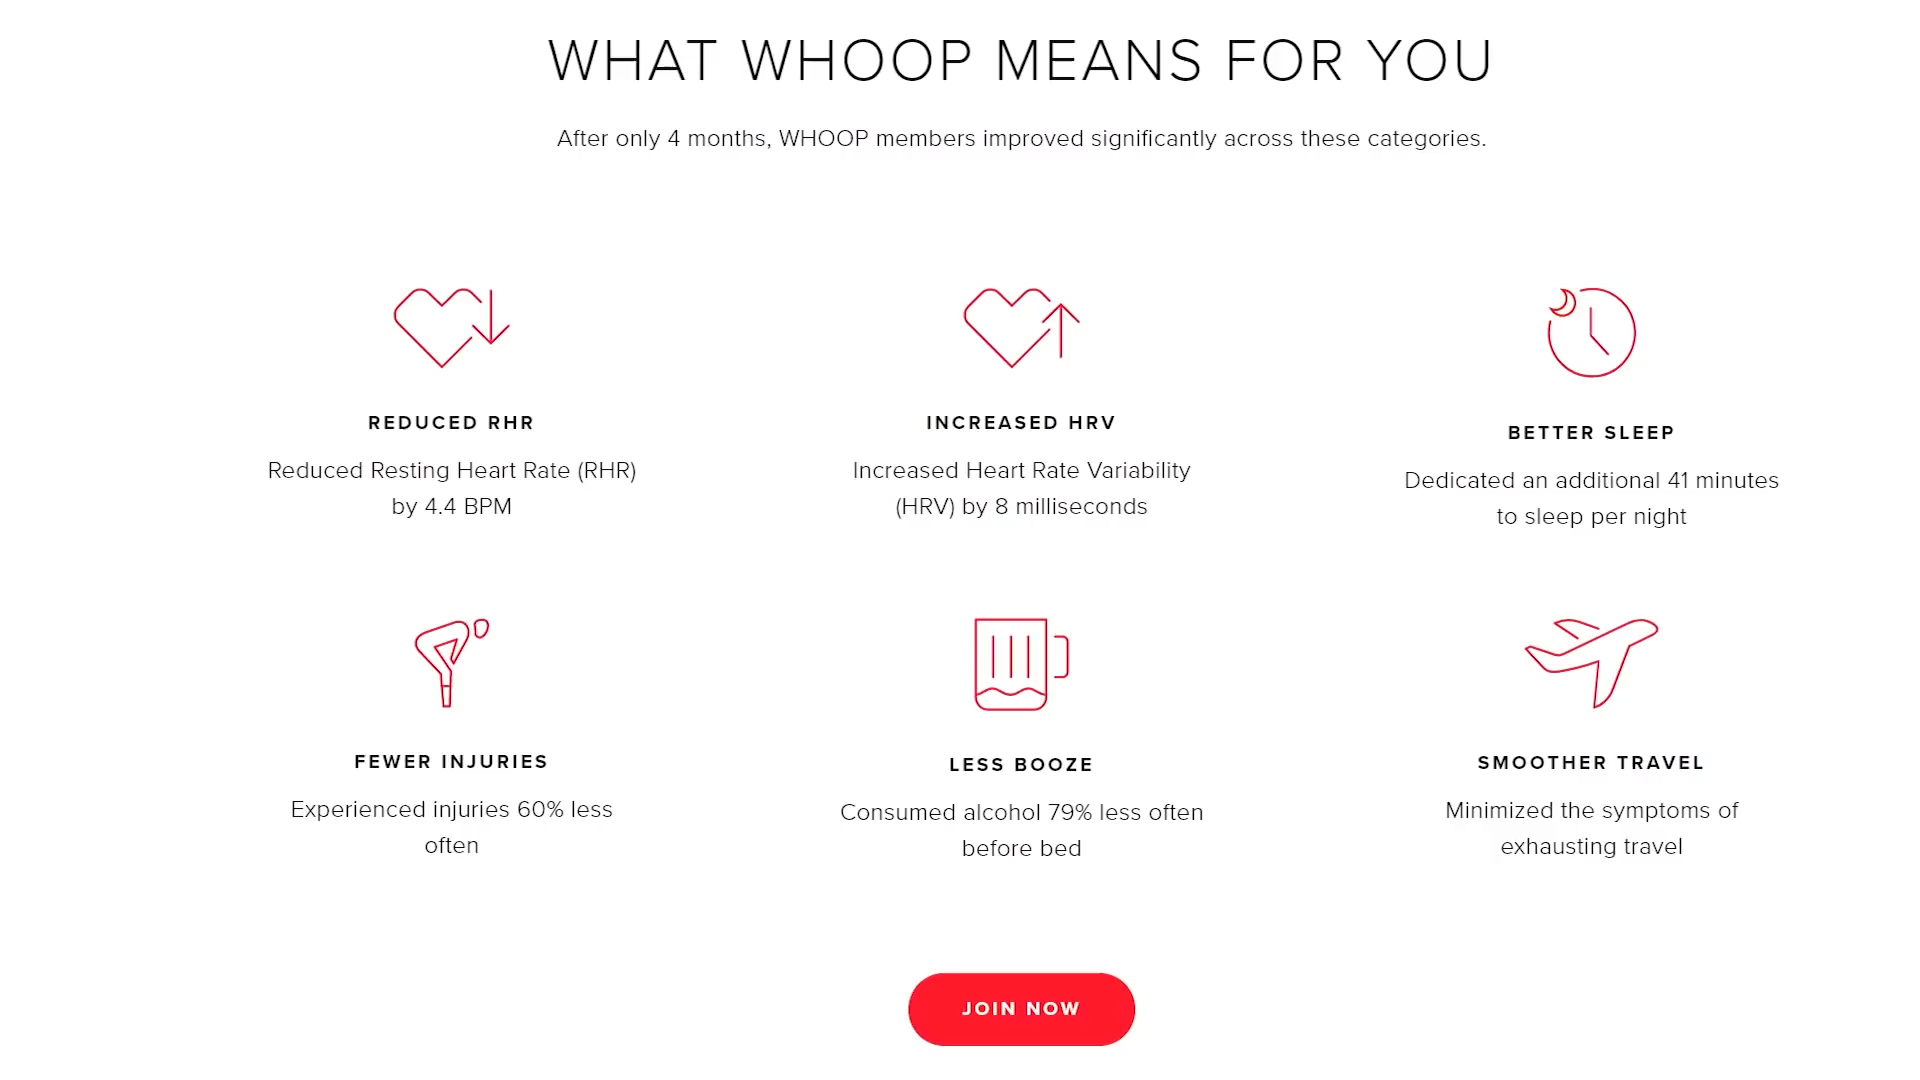 WHAT WHOOP MEANS FOR YOU
After only 4 months, WHOOP members improved significantly across these categories.
REDUCED RHR
Reduced Resting Heart Rate (RHR)
by 4.4 BPM
INCREASED HRV
Increased Heart Rate Variability
(HRV) by 8 milliseconds
BETTER SLEEP
Dedicated an additional 41 minutes
to sleep per night
FEWER INJURIES
Experienced injuries 60% less
often
LESS BOOZE
Consumed alcohol 79% less often
before bed
SMOOTHER TRAVEL
Minimized the symptoms of
exhausting travel
JOIN NOW